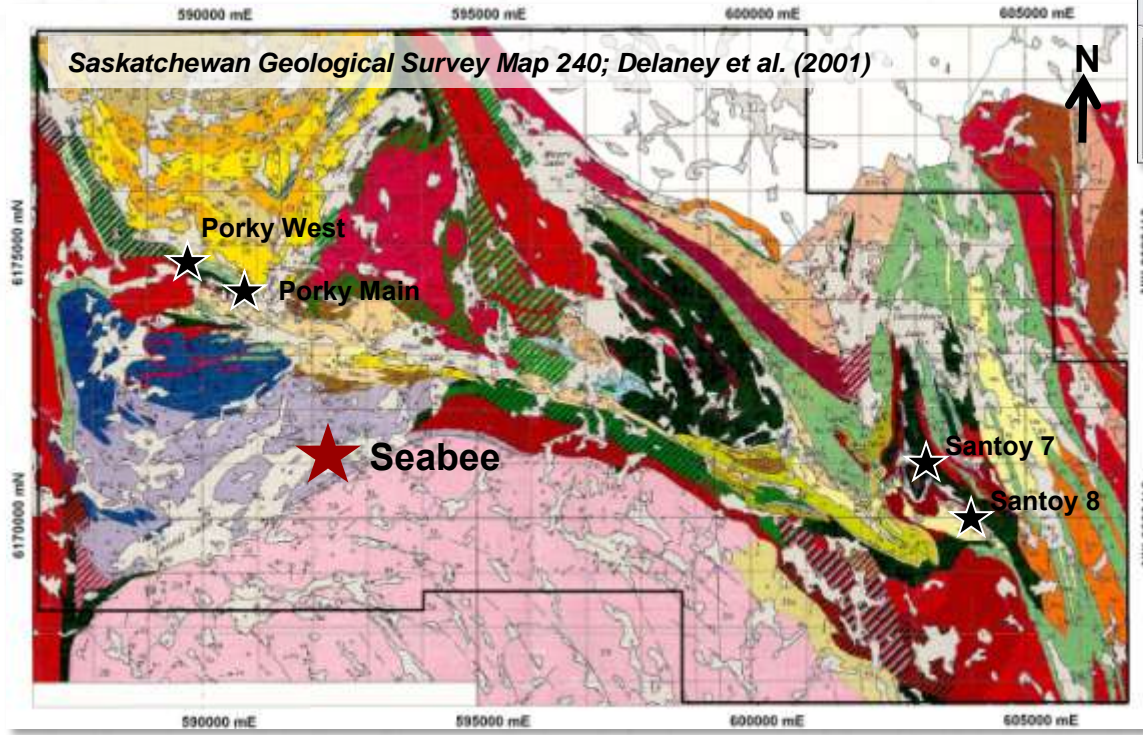 590000 mE 595000 mE 600000 mE 605000 mE
Saskatchewan Geological Survey Map 240; Delaney et al. (2001)
N
6175000 mN
Porky West
Porky Main
Seabee
Santoy 7
Santoy 8
6170000 mN
590000 mE 595000 mE 600000 mE 605000 mE